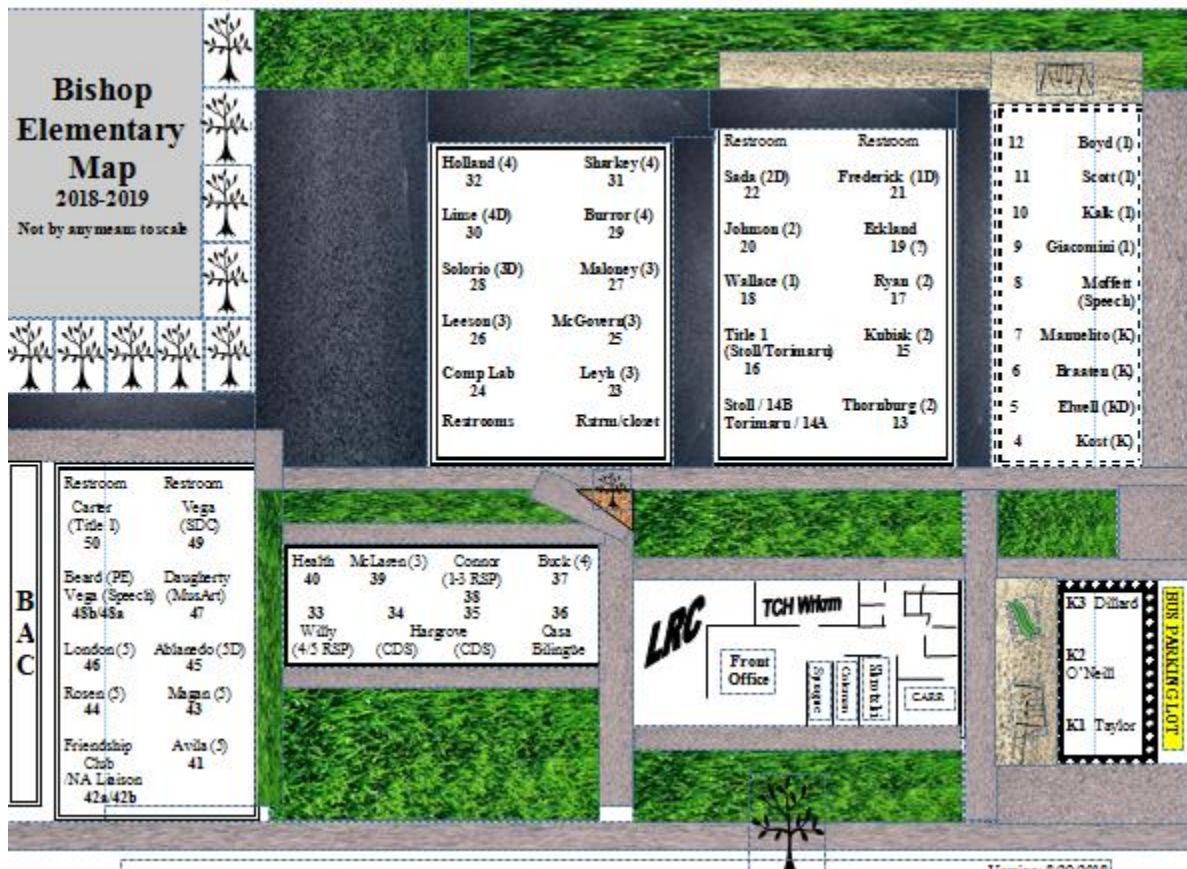 Bishop
Elementary
Map
2018-2019
Not by any means to scale
Holland (4) Sharkey (4)
32 31
Linse (4D) Burror (4)
30 29
Solorio (3D) Maloney (3)
28 27
Leeson(3) McGovern(3)
26 25
Comp Lab Leyh (3)
24 23
Restrooms Rstrm/closet
Restroom Restroom
Sada (2D) Frederick (1D)
22 21
Johnson (2) Eckland
20 19 (?)
Wallace (1) Ryan (2)
18 17
Title 1 Kubiak (2)
(Stoll/Torimaru) 15
16
Stoll / 14B Thornburg (2)
Torimaru / 14A 13
12 Boyd (1)
11 Scott (1)
10 Kalk (1)
9 Giacomini (1)
8 Moffett
(Speech)
7 Manuelito (K)
6 Braaten (K)
5 Elwell (KD)
4 Kost (K)
B
A
C
Restroom Restroom
Carter Vega
(Title 1) (SDC)
50 49
Beard (PE) Daugherty
Vega (Speech) (MusArt)
48b/48a 47
London (5) Ablanedo (5D)
46 45
Rosen (5) Magan (5)
44 43
Friendship Avila (5)
Club 41
/NA Liaison
42a/42b
Health McLaren (3) Connor Buck (4)
40 39 (1-3 RSP) 37
38
33 34 35 36
Willy Hargrove Casa
(4/5 RSP) (CDS) (CDS) Bilingüe
LRC
TCH Wkrm
Front
Office
Sprague
Coleman
CARR
K3 Dillard
K2
O'Neill
K1 Taylor
BUS PARKING LOT
8/20/2018